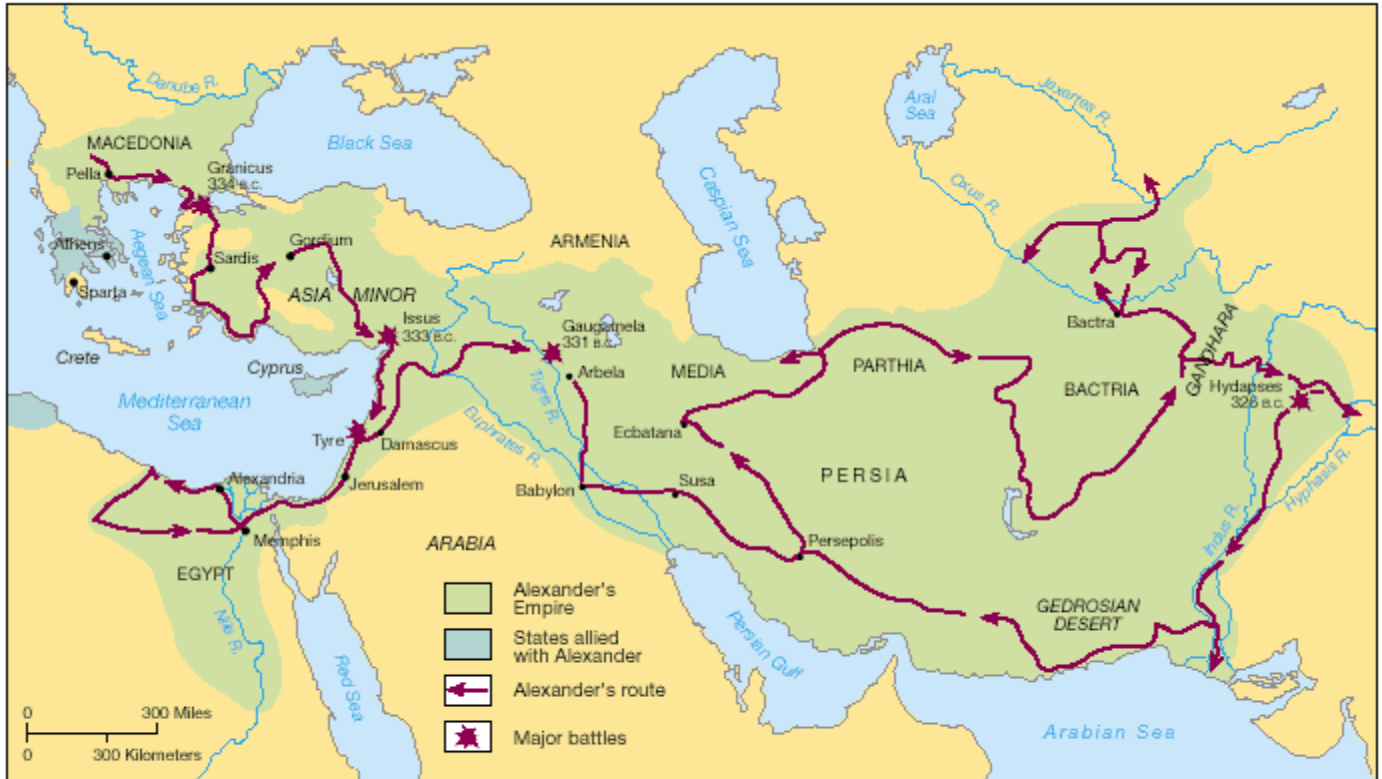 Danube R.
MACEDONIA
Pella
Granicus
334 B.C.
Black Sea
Athens
Sparta
Aegean Sea
Sardis
Gordium
ASIA MINOR
Crete
Cyprus
Mediterranean
Sea
Issus
333 B.C.
ARMENIA
Caspian Sea
Aral
Sea
Jaxartes R.
Oxus R.
Gaugamela
331 B.C.
Arbela
Tigris R.
Euphrates R.
MEDIA
PARTHIA
Bactra
BACTRIA
GANDHARA
Hydapses
326 B.C.
Tyre
Damascus
Jerusalem
Alexandria
Memphis
EGYPT
Nile R.
Red Sea
ARABIA
Babylon
Susa
Ecbatana
PERSIA
Persepolis
Persian Gulf
GEDROSIAN
DESERT
Indus R.
Hyphasis R.
Arabian Sea
Alexander's
Empire
States allied
with Alexander
Alexander's route
Major battles
0 300 Miles
0 300 Kilometers